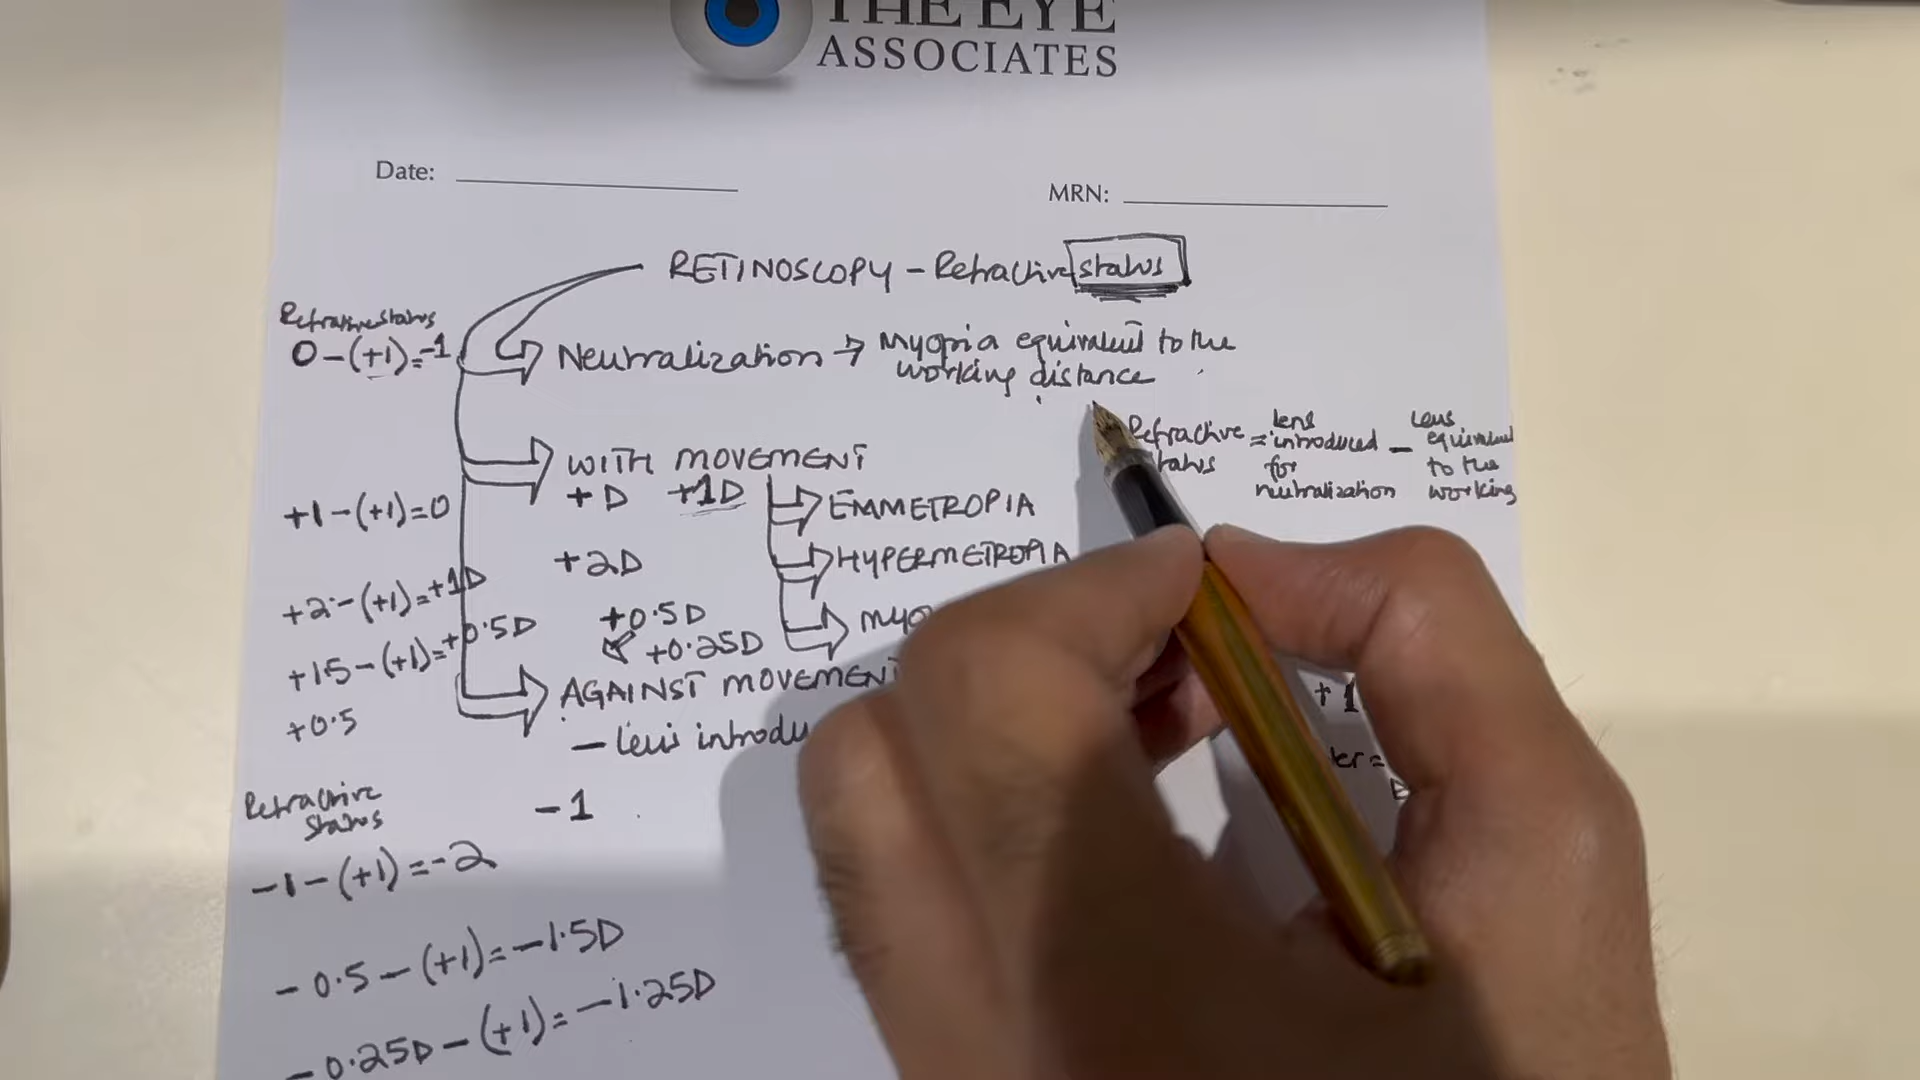 THE EYE
ASSOCIATES
Date:
MRN:
RETINOSCOPY - Refractive status
Refractive status
0-(+1)=-1
Neutralization → Myopia equivalent to the
working distance
Refractive status = lens introduced for neutralization - Lens equivalent to the working
WITH MOVEMENT
+D +1D
EMMETROPIA
+1-(+1)=0
+2D
HYPERMETROPIA
+2-(+1)=+1D
+0.5D
MYO
+1.5-(+1)=+0.5D
+0.25D
AGAINST MOVEMENT
+0.5
- lens introdu
+1
Refractive
status
-1
-1-(+1)=-2
-0.5-(+1)=-1.5D
-0.25D-(+1)=-1.25D